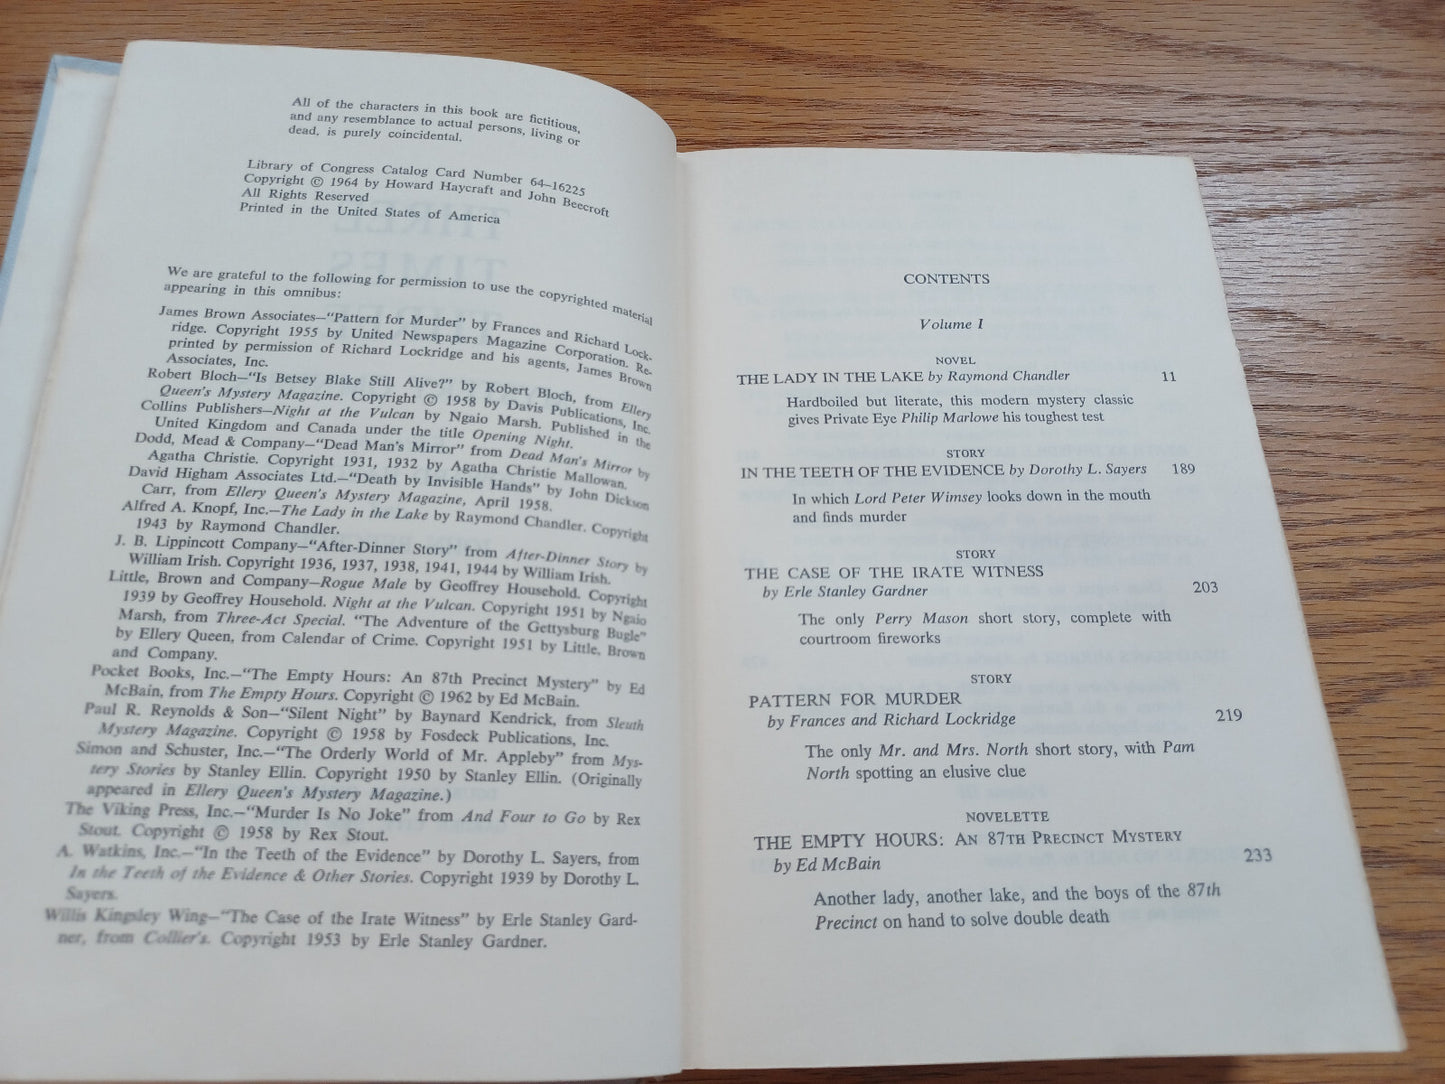 All of the characters in this book are fictitious,
and any resemblance to actual persons, living or
dead, is purely coincidental.
Library of Congress Catalog Card Number 64–16225
Copyright © 1964 by Howard Haycraft and John Beecroft
All Rights Reserved
Printed in the United States of America
We are grateful to the following for permission to use the copyrighted material
appearing in this omnibus:
James Brown Associates—"Pattern for Murder" by Frances and Richard Lock-
ridge. Copyright 1955 by United Newspapers Magazine Corporation. Re-
printed by permission of Richard Lockridge and his agents, James Brown
Associates, Inc.
Robert Bloch—"Is Betsey Blake Still Alive?" by Robert Bloch, from Ellery
Queen's Mystery Magazine. Copyright © 1958 by Davis Publications, Inc.
Collins Publishers—Night at the Vulcan by Ngaio Marsh. Published in the
United Kingdom and Canada under the title Opening Night.
Dodd, Mead & Company—"Dead Man's Mirror" from Dead Man's Mirror by
Agatha Christie. Copyright 1931, 1932 by Agatha Christie Mallowan.
David Higham Associates Ltd.—"Death by Invisible Hands" by John Dickson
Carr, from Ellery Queen's Mystery Magazine, April 1958.
Alfred A. Knopf, Inc.—The Lady in the Lake by Raymond Chandler. Copyright
1943 by Raymond Chandler.
J. B. Lippincott Company—"After-Dinner Story" from After-Dinner Story by
William Irish. Copyright 1936, 1937, 1938, 1941, 1944 by William Irish.
Little, Brown and Company—Rogue Male by Geoffrey Household. Copyright
1939 by Geoffrey Household. Night at the Vulcan. Copyright 1951 by Ngaio
Marsh, from Three-Act Special. "The Adventure of the Gettysburg Bugle"
by Ellery Queen, from Calendar of Crime. Copyright 1951 by Little, Brown
and Company.
Pocket Books, Inc.—"The Empty Hours: An 87th Precinct Mystery" by Ed
McBain, from The Empty Hours. Copyright © 1962 by Ed McBain.
Paul R. Reynolds & Son—"Silent Night" by Baynard Kendrick, from Sleuth
Mystery Magazine. Copyright © 1958 by Fosdeck Publications, Inc.
Simon and Schuster, Inc.—"The Orderly World of Mr. Appleby" from Mys-
tery Stories by Stanley Ellin. Copyright 1950 by Stanley Ellin. (Originally
appeared in Ellery Queen's Mystery Magazine.)
The Viking Press, Inc.—"Murder Is No Joke" from And Four to Go by Rex
Stout. Copyright © 1958 by Rex Stout.
A. Watkins, Inc.—"In the Teeth of the Evidence" by Dorothy L. Sayers, from
In the Teeth of the Evidence & Other Stories. Copyright 1939 by Dorothy L.
Sayers.
Willis Kingsley Wing—"The Case of the Irate Witness" by Erle Stanley Gard-
ner, from Collier's. Copyright 1953 by Erle Stanley Gardner.
CONTENTS
Volume I
NOVEL
THE LADY IN THE LAKE by Raymond Chandler 11
Hardboiled but literate, this modern mystery classic
gives Private Eye Philip Marlowe his toughest test
STORY
IN THE TEETH OF THE EVIDENCE by Dorothy L. Sayers 189
In which Lord Peter Wimsey looks down in the mouth
and finds murder
STORY
THE CASE OF THE IRATE WITNESS
by Erle Stanley Gardner 203
The only Perry Mason short story, complete with
courtroom fireworks
STORY
PATTERN FOR MURDER
by Frances and Richard Lockridge 219
The only Mr. and Mrs. North short story, with Pam
North spotting an elusive clue
NOVELETTE
THE EMPTY HOURS: AN 87TH PRECINCT MYSTERY
by Ed McBain 233
Another lady, another lake, and the boys of the 87th
Precinct on hand to solve double death